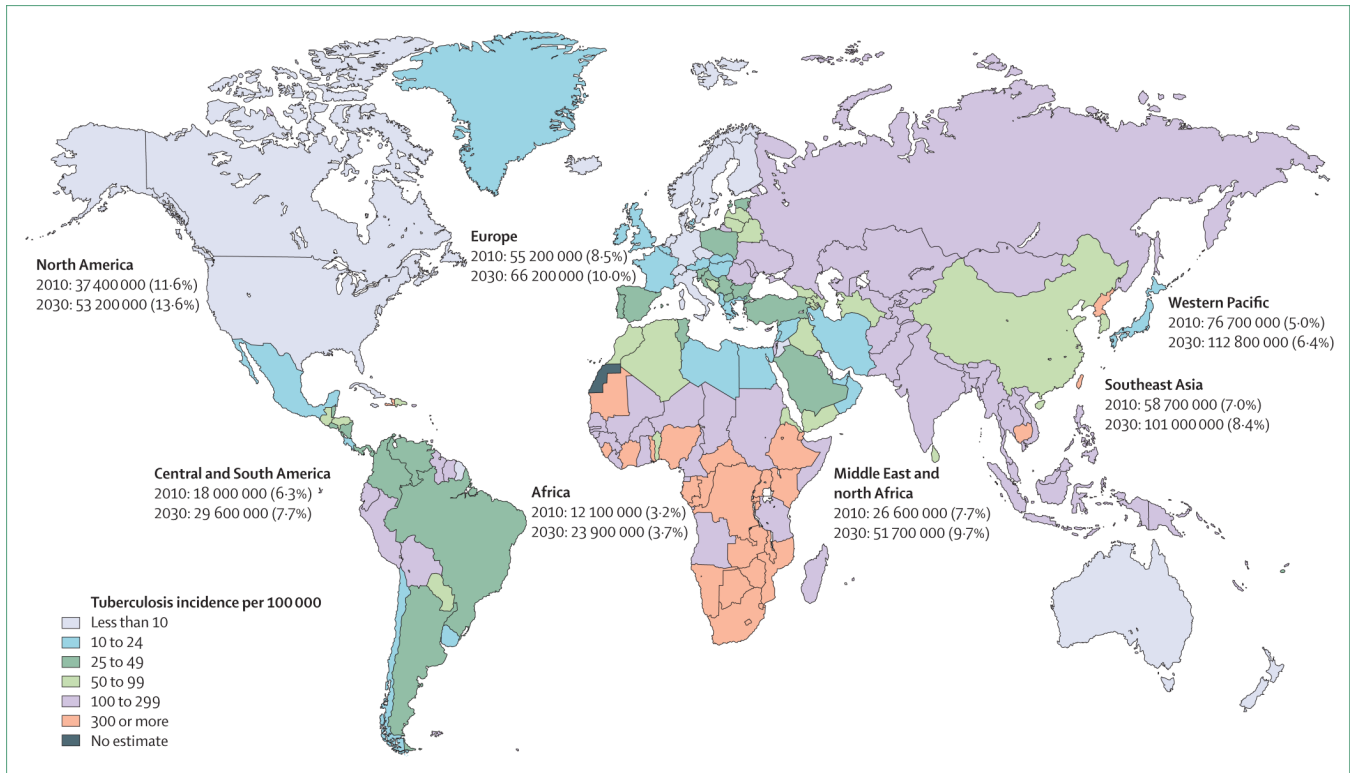 North America
2010: 37 400 000 (11·6%)
2030: 53 200 000 (13·6%)
Europe
2010: 55 200 000 (8·5%)
2030: 66 200 000 (10·0%)
Western Pacific
2010: 76 700 000 (5·0%)
2030: 112 800 000 (6·4%)
Southeast Asia
2010: 58 700 000 (7·0%)
2030: 101 000 000 (8·4%)
Central and South America
2010: 18 000 000 (6·3%)
2030: 29 600 000 (7·7%)
Africa
2010: 12 100 000 (3·2%)
2030: 23 900 000 (3·7%)
Middle East and
north Africa
2010: 26 600 000 (7·7%)
2030: 51 700 000 (9·7%)
Tuberculosis incidence per 100 000
Less than 10
10 to 24
25 to 49
50 to 99
100 to 299
300 or more
No estimate